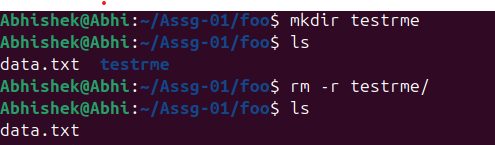 Abhishek@Abhi:~/Assg-01/foo$ mkdir testrme
Abhishek@Abhi:~/Assg-01/foo$ ls
data.txt  testrme
Abhishek@Abhi:~/Assg-01/foo$ rm -r testrme/
Abhishek@Abhi:~/Assg-01/foo$ ls
data.txt